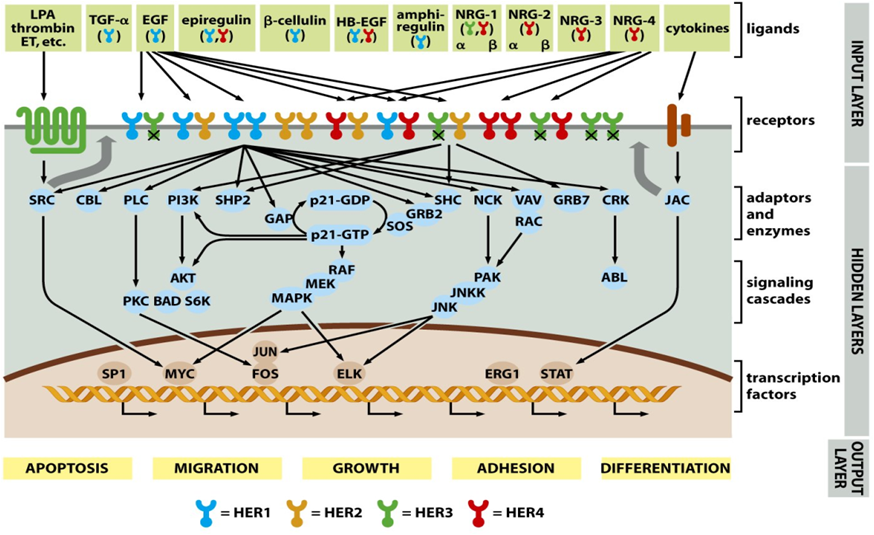 LPA
thrombin
ET, etc.
TGF-α
( )
EGF
( )
epiregulin
( , )
β-cellulin
( )
HB-EGF
( , )
amphi-
regulin
( )
NRG-1
( , )
α β
NRG-2
( )
α β
NRG-3
( )
NRG-4
( )
cytokines
ligands
INPUT LAYER
receptors
SRC
CBL
PLC
PI3K
SHP2
GAP
p21-GDP
p21-GTP
SOS
GRB2
SHC
NCK
VAV
RAC
GRB7
CRK
JAC
adaptors
and
enzymes
HIDDEN LAYERS
AKT
PKC
BAD
S6K
RAF
MEK
MAPK
PAK
JNKK
JNK
ABL
signaling
cascades
SP1
MYC
JUN
FOS
ELK
ERG1
STAT
transcription
factors
APOPTOSIS
MIGRATION
GROWTH
ADHESION
DIFFERENTIATION
OUTPUT
LAYER
= HER1
= HER2
= HER3
= HER4